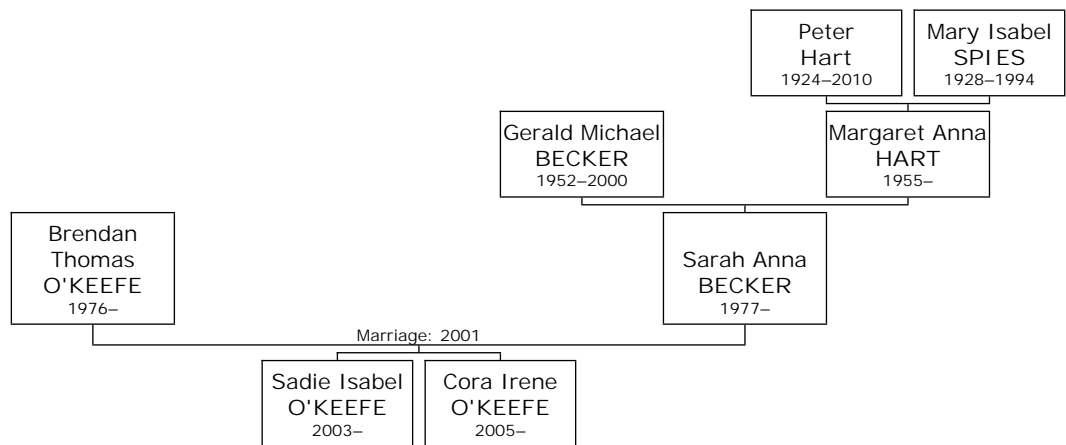 Peter
Hart
1924–2010
Mary Isabel
SPIES
1928–1994
Gerald Michael
BECKER
1952–2000
Margaret Anna
HART
1955–
Brendan
Thomas
O'KEEFE
1976–
Sarah Anna
BECKER
1977–
Marriage: 2001
Sadie Isabel
O'KEEFE
2003–
Cora Irene
O'KEEFE
2005–